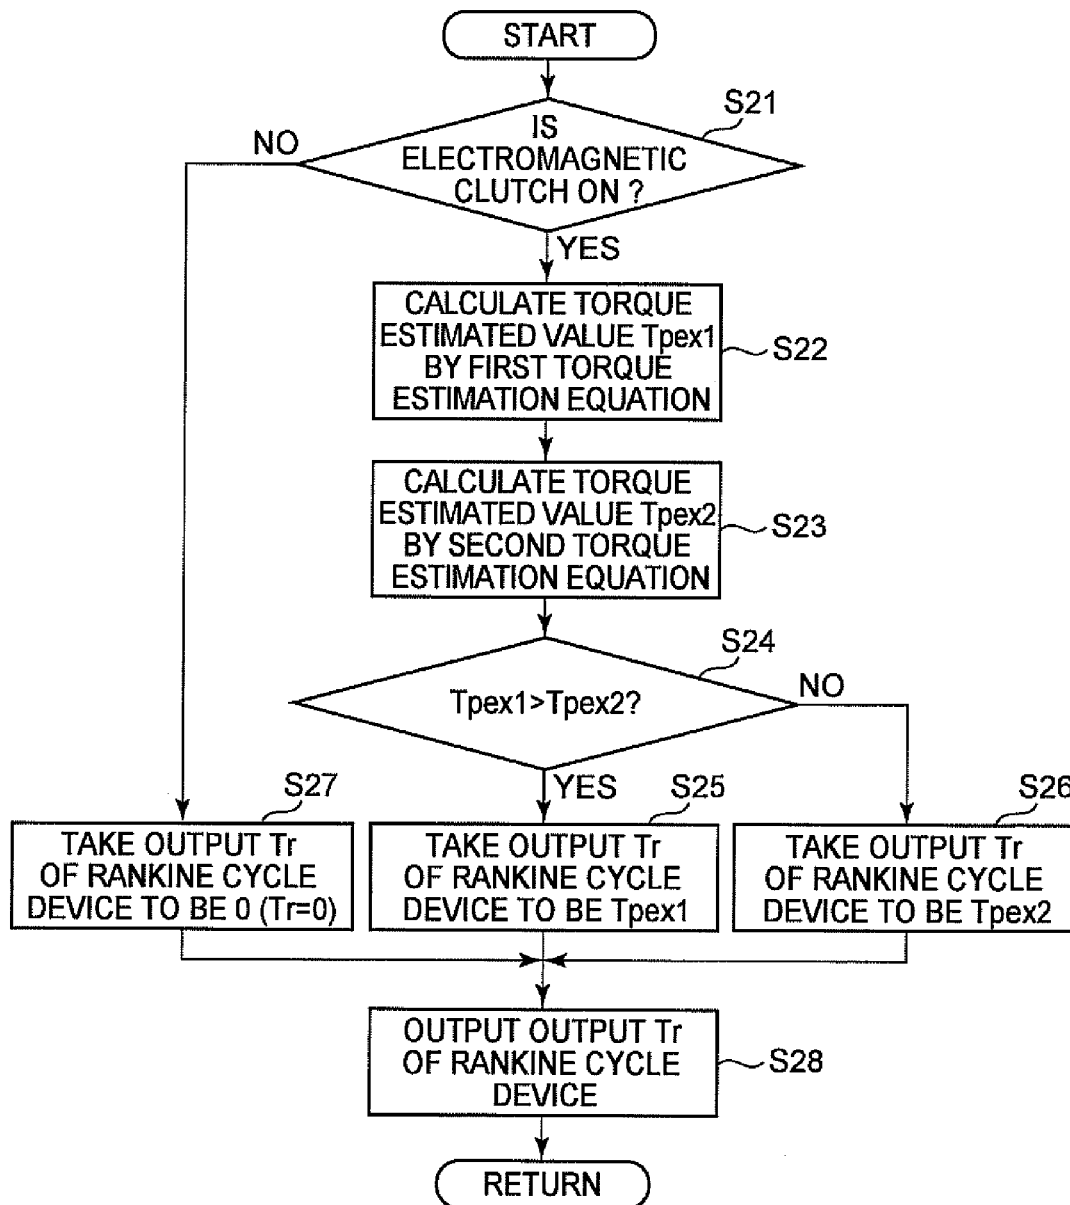 START
S21
NO
IS
ELECTROMAGNETIC
CLUTCH ON ?
YES
CALCULATE TORQUE
ESTIMATED VALUE Tpex1
BY FIRST TORQUE
ESTIMATION EQUATION
S22
CALCULATE TORQUE
ESTIMATED VALUE Tpex2
BY SECOND TORQUE
ESTIMATION EQUATION
S23
S24
Tpex1>Tpex2?
NO
YES
S27
TAKE OUTPUT Tr
OF RANKINE CYCLE
DEVICE TO BE 0 (Tr=0)
S25
TAKE OUTPUT Tr
OF RANKINE CYCLE
DEVICE TO BE Tpex1
S26
TAKE OUTPUT Tr
OF RANKINE CYCLE
DEVICE TO BE Tpex2
OUTPUT OUTPUT Tr
OF RANKINE CYCLE
DEVICE
S28
RETURN